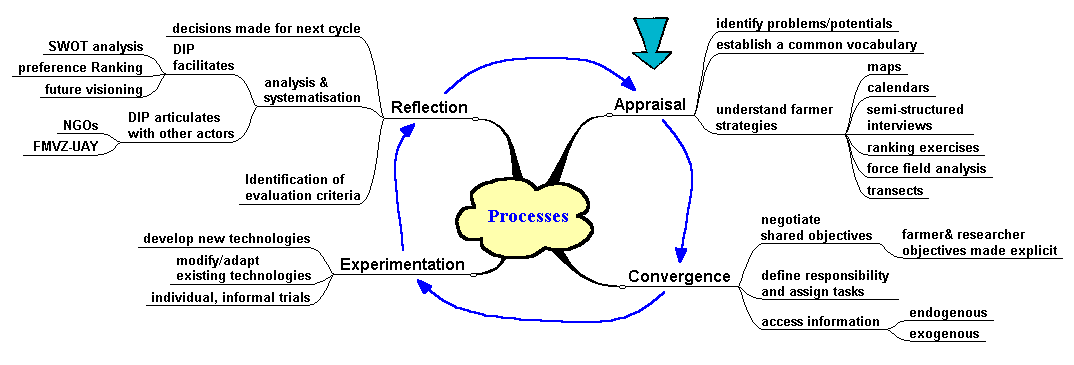 Processes
Appraisal
identify problems/potentials
establish a common vocabulary
understand farmer
strategies
maps
calendars
semi-structured
interviews
ranking exercises
force field analysis
transects
Convergence
negotiate
shared objectives
farmer& researcher
objectives made explicit
define responsibility
and assign tasks
access information
endogenous
exogenous
Experimentation
develop new technologies
modify/adapt
existing technologies
individual, informal trials
Reflection
decisions made for next cycle
analysis &
systematisation
DIP
facilitates
SWOT analysis
preference Ranking
future visioning
DIP articulates
with other actors
NGOs
FMVZ-UAY
Identification of
evaluation criteria